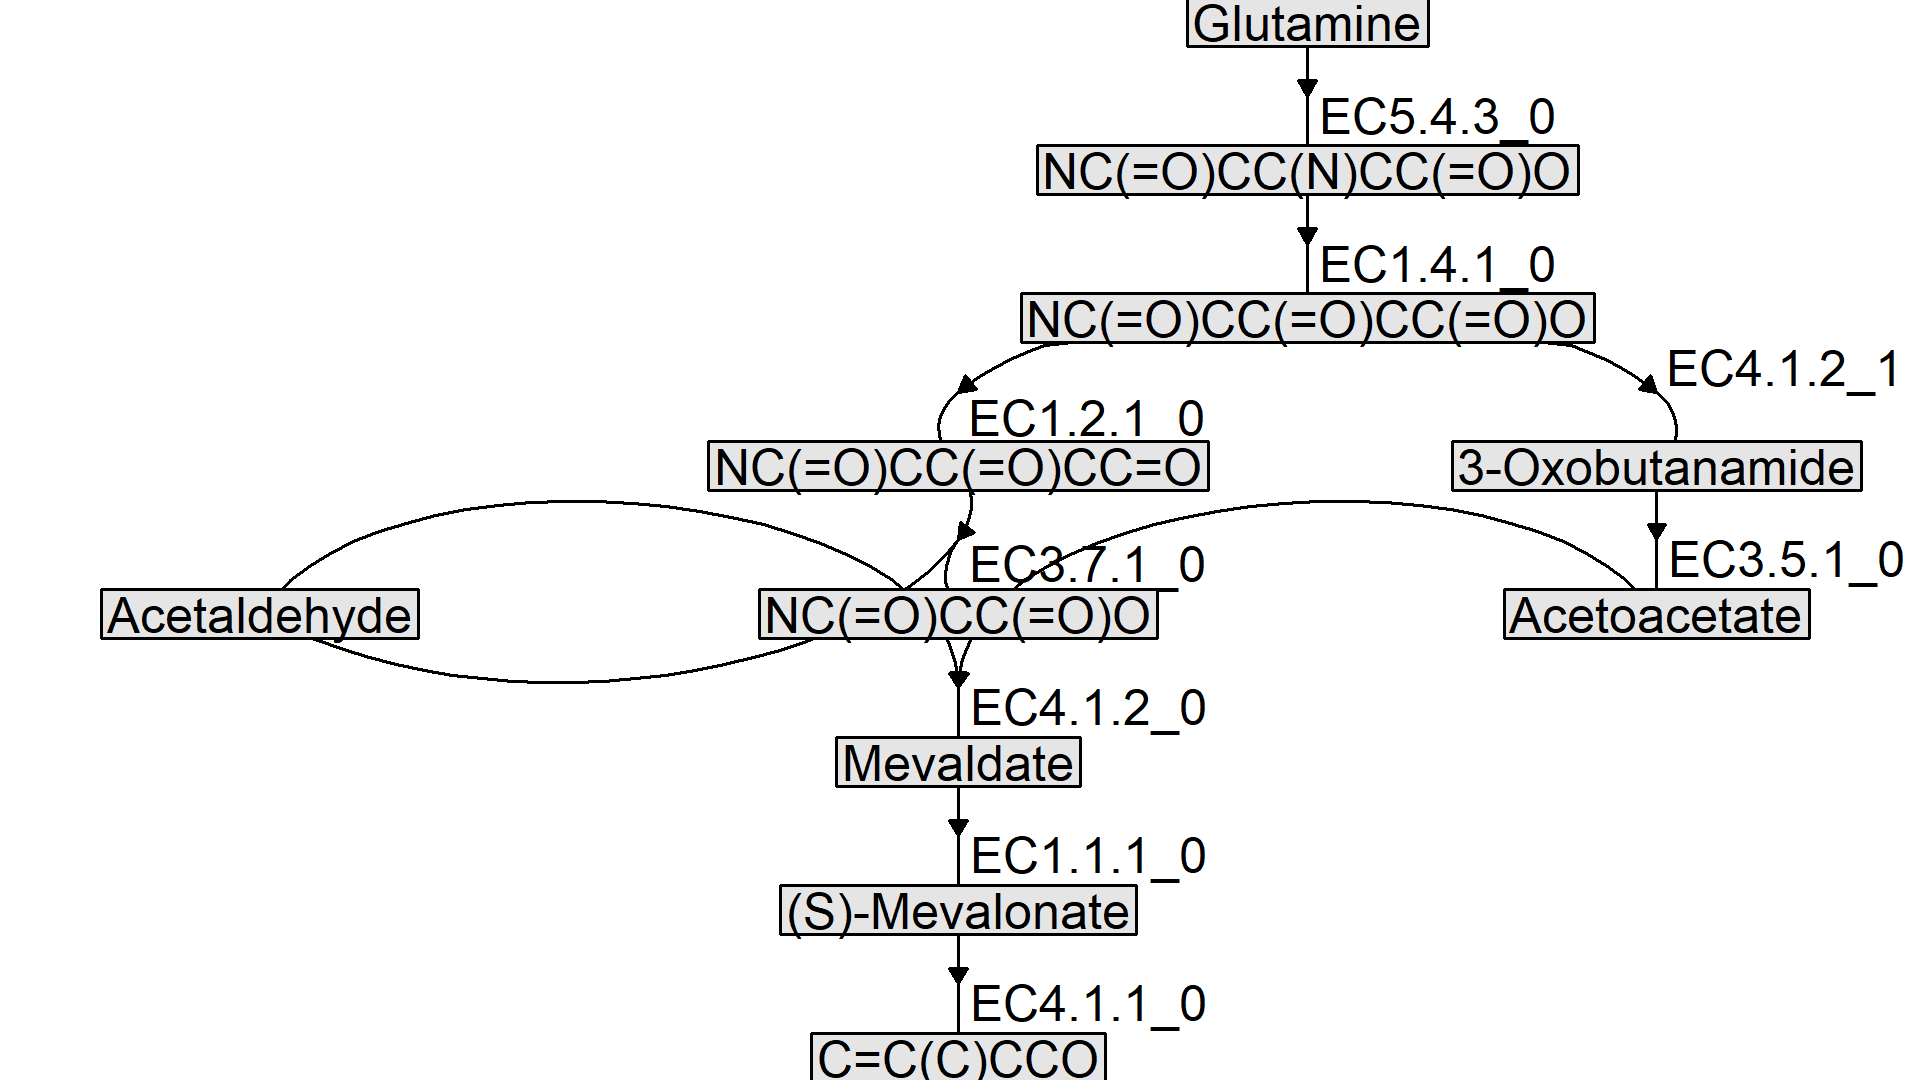 Glutamine
EC5.4.3_0
NC(=O)CC(N)CC(=O)O
EC1.4.1_0
NC(=O)CC(=O)CC(=O)O
EC4.1.2_1
EC1.2.1_0
NC(=O)CC(=O)CC=O
3-Oxobutanamide
EC3.7.1_0
EC3.5.1_0
Acetaldehyde
NC(=O)CC(=O)O
Acetoacetate
EC4.1.2_0
Mevaldate
EC1.1.1_0
(S)-Mevalonate
EC4.1.1_0
C=C(C)CCO